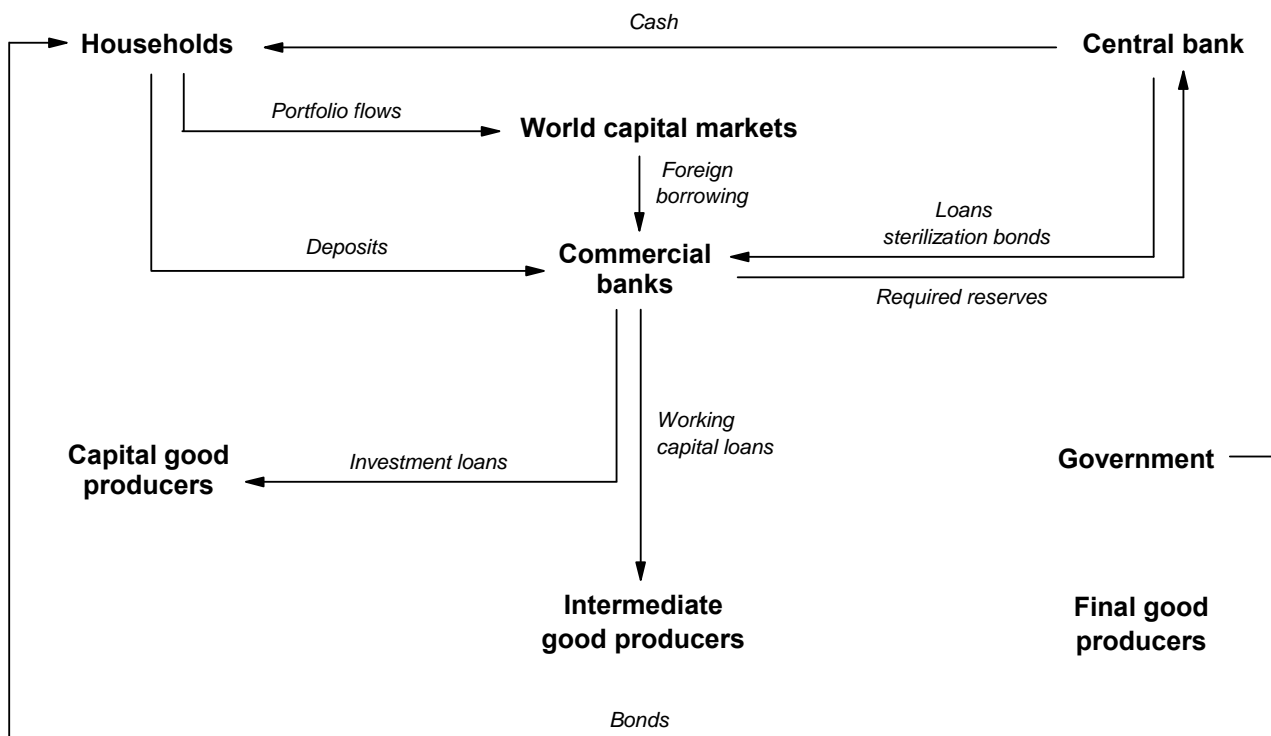 Cash
Households
Central bank
Portfolio flows
World capital markets
Foreign
borrowing
Loans
sterilization bonds
Deposits
Commercial
banks
Required reserves
Working
capital loans
Capital good
producers
Investment loans
Government
Intermediate
good producers
Final good
producers
Bonds